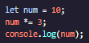 let num = 10;
num *= 3;
console.log(num);